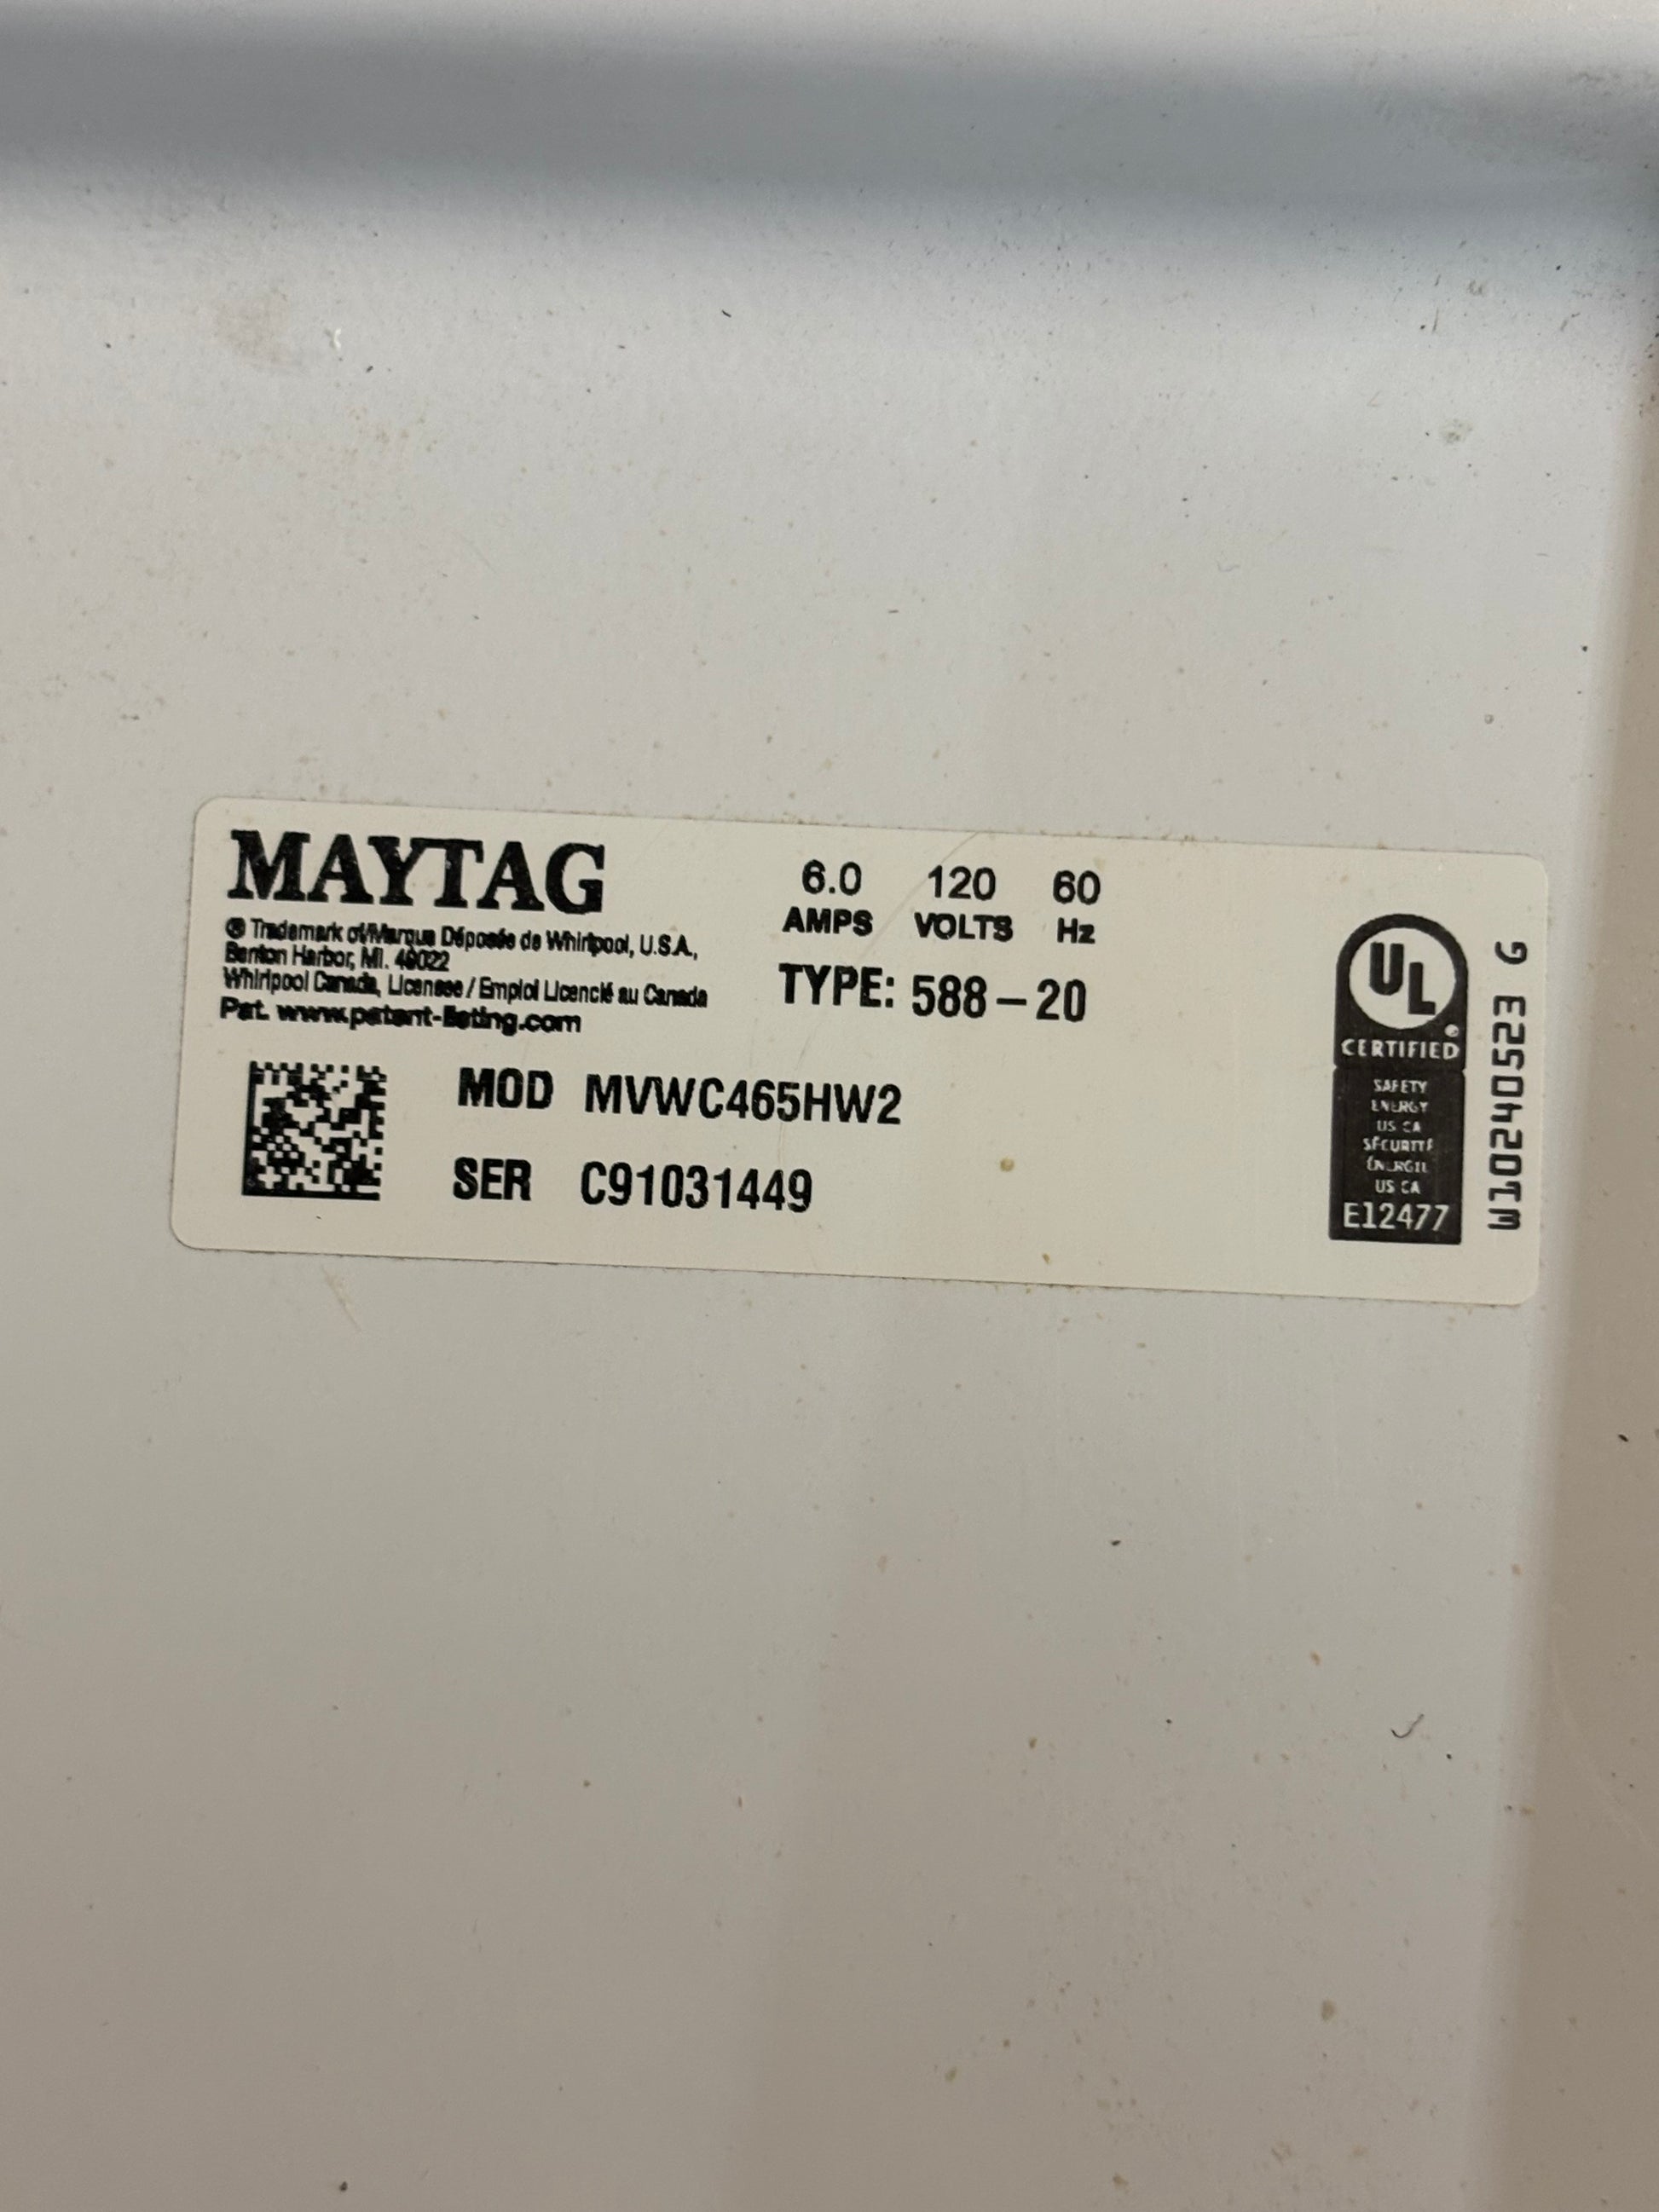 MAYTAG
® Trademark of/Marque Déposée de Whirlpool, U.S.A.,
Benton Harbor, MI. 49022
Whirlpool Canada, Licensee / Emploi Licencié au Canada
Pat. www.patent-listing.com
6.0 120 60
AMPS VOLTS Hz
TYPE: 588-20
MOD MVWC465HW2
SER C91031449
UL®
CERTIFIED
SAFETY
ENERGY
US CA
SÉCURITÉ
ÉNERGIE
US CA
E12477
W10240523 G